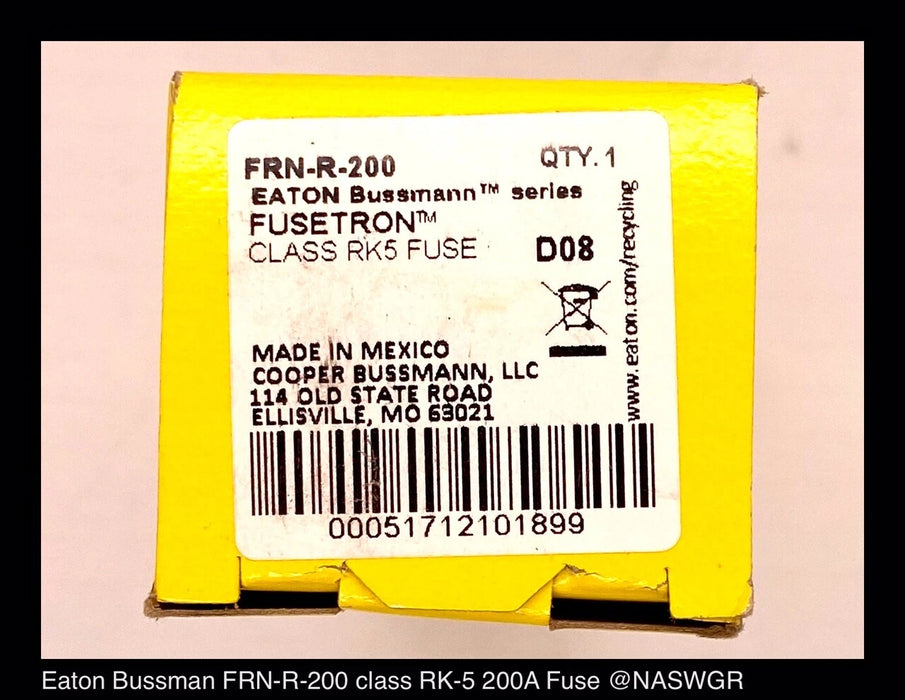 FRN-R-200
QTY. 1
EATON Bussmann™ series
FUSETRON™
CLASS RK5 FUSE
D08
www.eaton.com/recycling
MADE IN MEXICO
COOPER BUSSMANN, LLC
114 OLD STATE ROAD
ELLISVILLE, MO 63021
00051712101899
Eaton Bussman FRN-R-200 class RK-5 200A Fuse @NASWGR